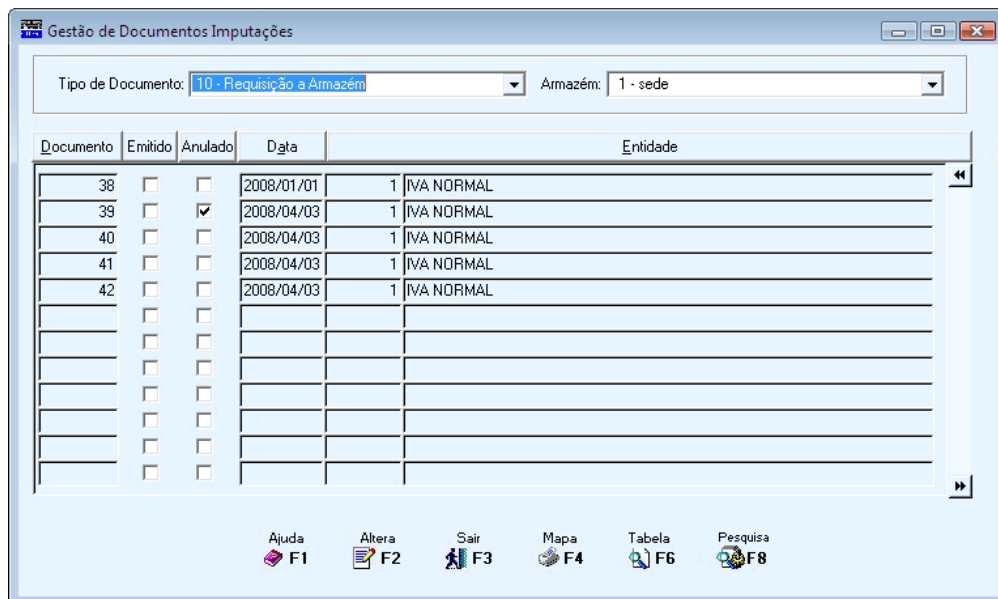 Gestão de Documentos Imputações
Tipo de Documento: 10 - Requisição a Armazém Armazém: 1 - sede
Documento Emitido Anulado Data Entidade
38 2008/01/01 1 IVA NORMAL
39 2008/04/03 1 IVA NORMAL
40 2008/04/03 1 IVA NORMAL
41 2008/04/03 1 IVA NORMAL
42 2008/04/03 1 IVA NORMAL
Ajuda Altera Sair Mapa Tabela Pesquisa
F1 F2 F3 F4 F6 F8